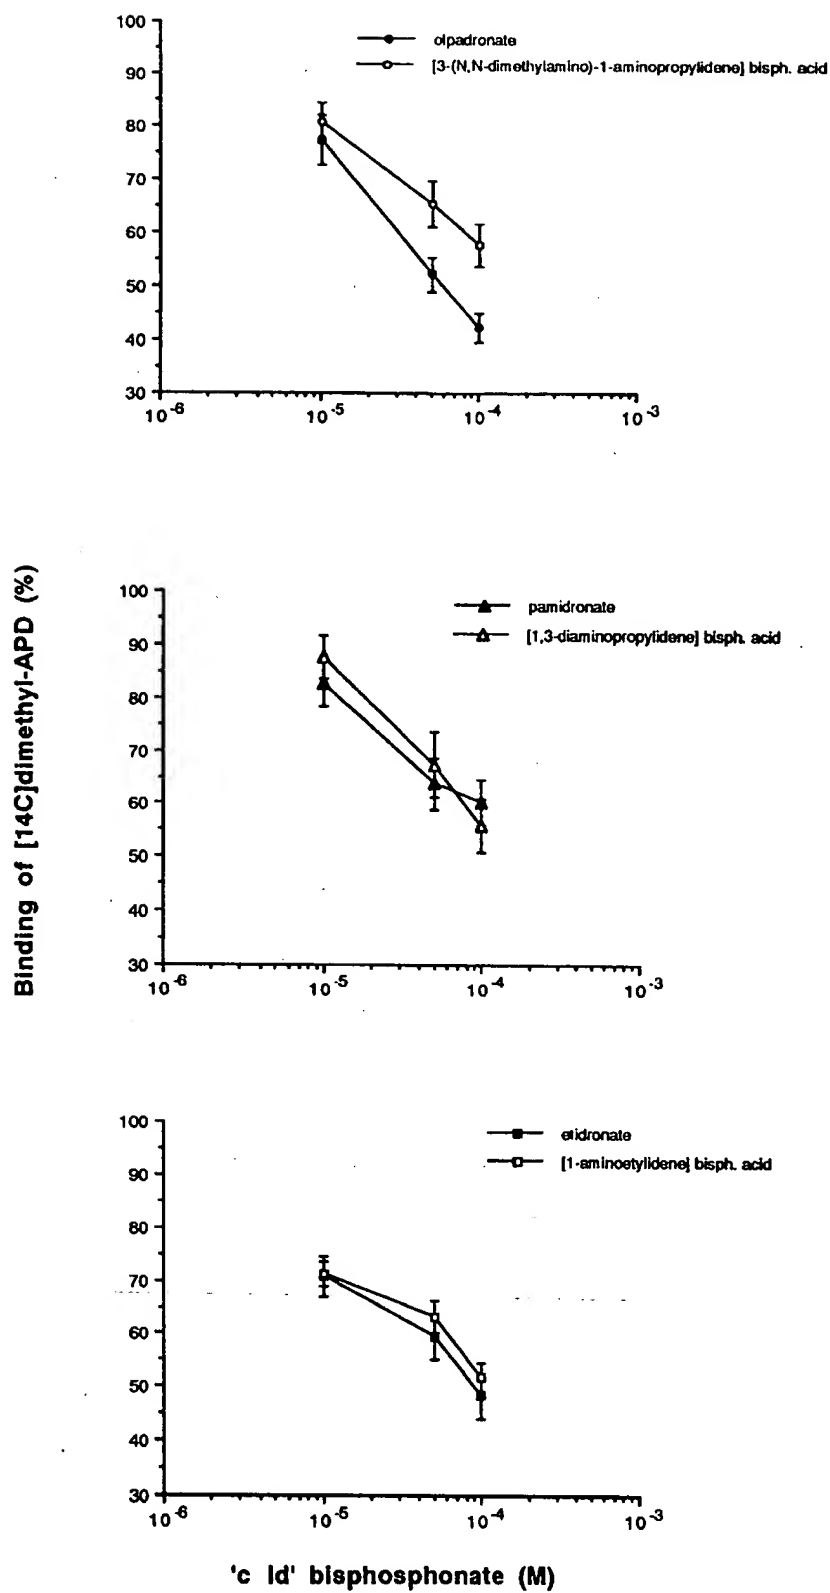 100
olpadronate
90
[3-(N,N-dimethylamino)-1-aminopropylidene] bisph. acid
80
70
60
50
40
30
10-6 10-5 10-4 10-3
Binding of [14C]dimethyl-APD (%)
100
pamidronate
90
[1,3-diaminopropylidene] bisph. acid
80
70
60
50
40
30
10-6 10-5 10-4 10-3
100
etidronate
90
[1-aminoetylidene] bisph. acid
80
70
60
50
40
30
10-6 10-5 10-4 10-3
'c ld' bisphosphonate (M)